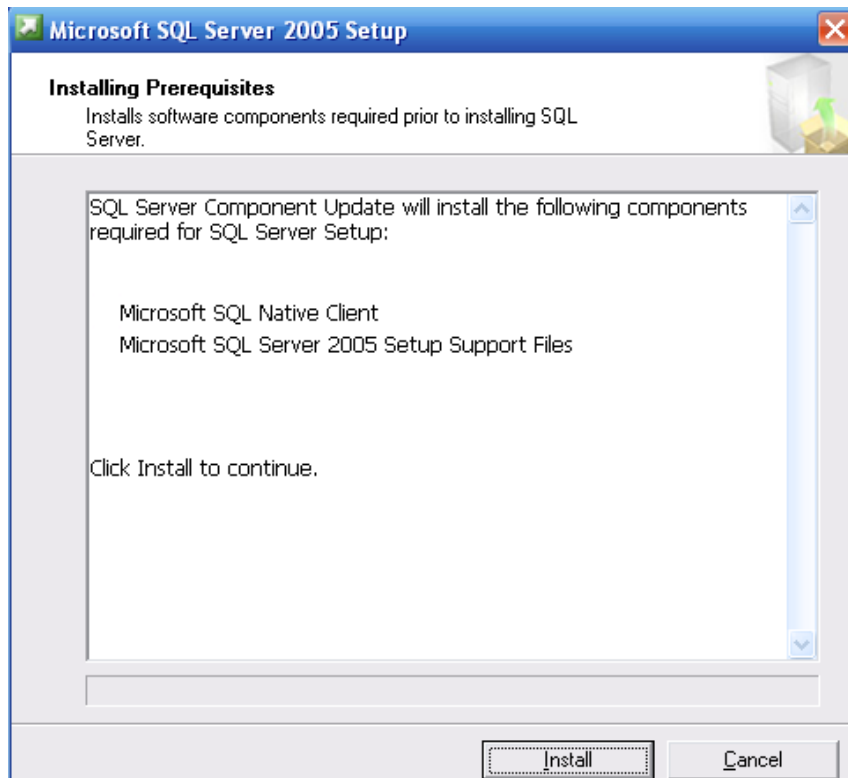 Microsoft SQL Server 2005 Setup
Installing Prerequisites
Installs software components required prior to installing SQL
Server.
SQL Server Component Update will install the following components
required for SQL Server Setup:
Microsoft SQL Native Client
Microsoft SQL Server 2005 Setup Support Files
Click Install to continue.
Install
Cancel